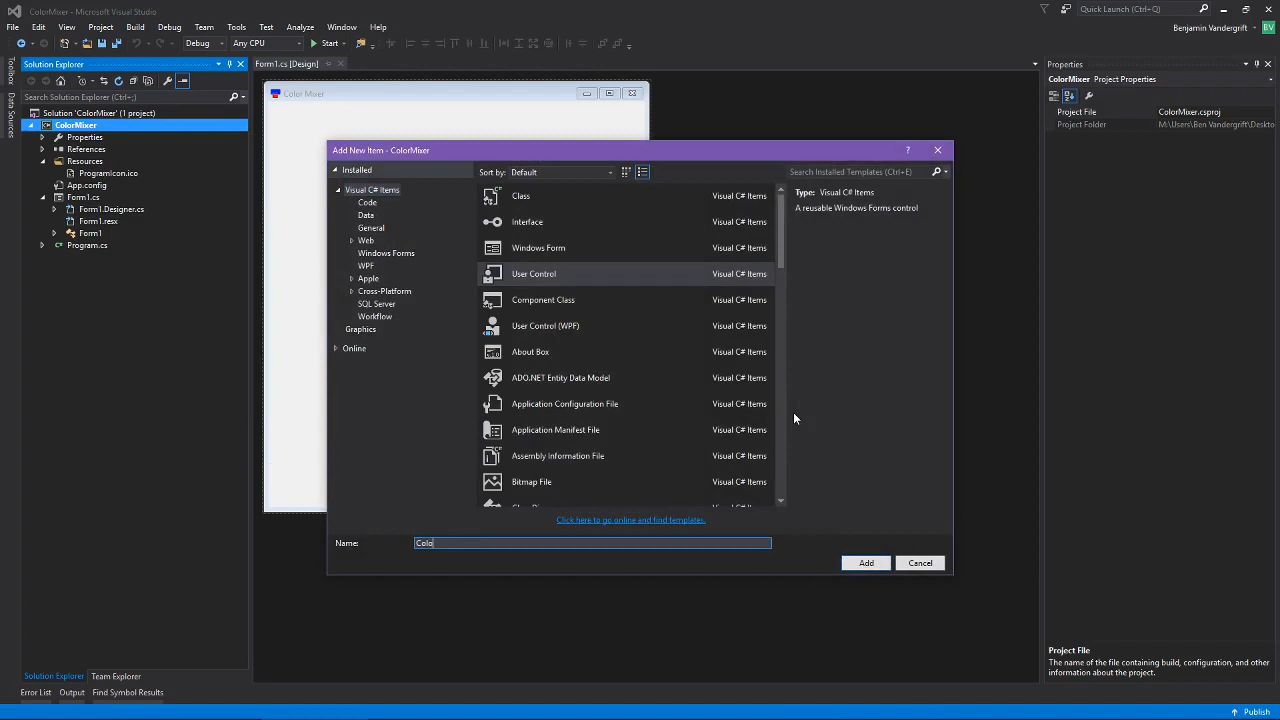 ColorMixer - Microsoft Visual Studio
Quick Launch (Ctrl+Q)
File Edit View Project Build Debug Team Tools Test Analyze Window Help
Benjamin Vandergrift BV
Debug Any CPU Start
Toolbox
Data Sources
Solution Explorer
Search Solution Explorer (Ctrl+;)
Solution 'ColorMixer' (1 project)
ColorMixer
Properties
References
Resources
ProgramIcon.ico
App.config
Form1.cs
Form1.Designer.cs
Form1.resx
Form1
Program.cs
Solution Explorer Team Explorer
Error List Output Find Symbol Results
Form1.cs [Design]
Color Mixer
Add New Item - ColorMixer
Installed
Sort by: Default
Search Installed Templates (Ctrl+E)
Visual C# Items
Code
Data
General
Web
Windows Forms
WPF
Apple
Cross-Platform
SQL Server
Workflow
Graphics
Online
Class Visual C# Items
Interface Visual C# Items
Windows Form Visual C# Items
User Control Visual C# Items
Component Class Visual C# Items
User Control (WPF) Visual C# Items
About Box Visual C# Items
ADO.NET Entity Data Model Visual C# Items
Application Configuration File Visual C# Items
Application Manifest File Visual C# Items
Assembly Information File Visual C# Items
Bitmap File Visual C# Items
Type: Visual C# Items
A reusable Windows Forms control
Click here to go online and find templates.
Name: Colo
Add Cancel
Properties
ColorMixer Project Properties
Project File ColorMixer.csproj
Project Folder M:\Users\Ben Vandergrift\Deskto
Project File
The name of the file containing build, configuration, and other
information about the project.
Publish